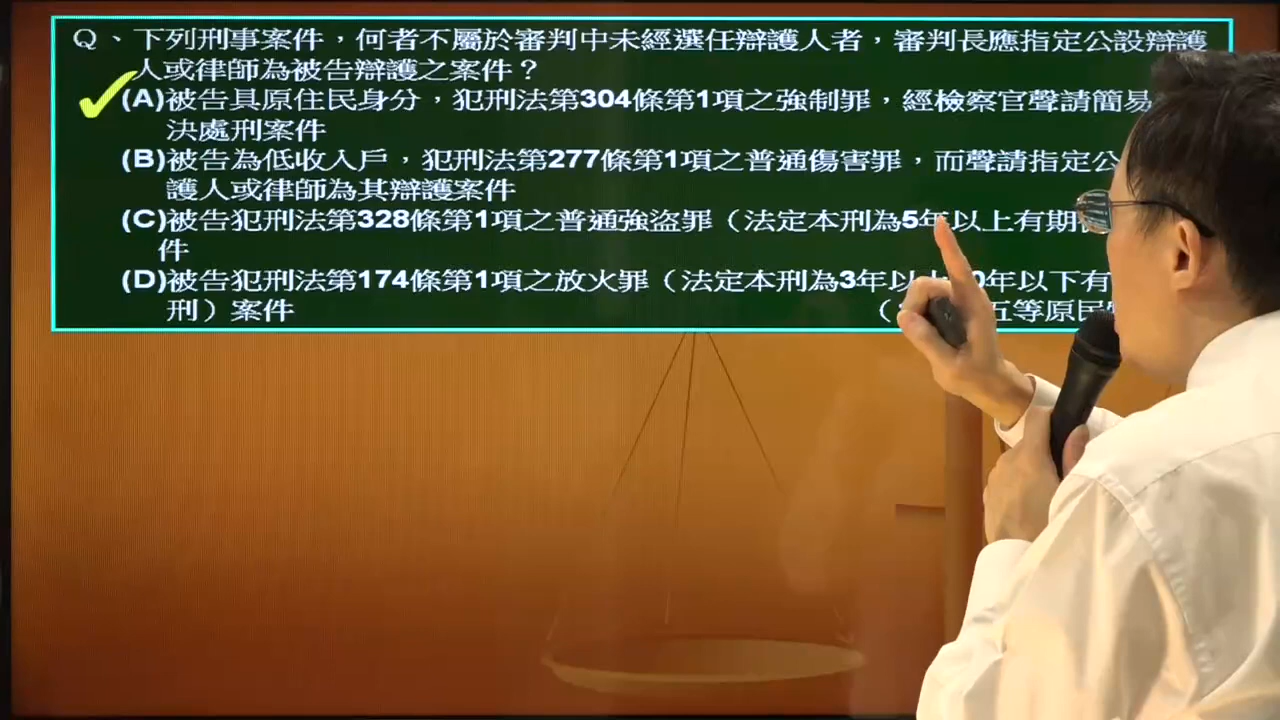 Q、下列刑事案件，何者不屬於審判中未經選任辯護人者，審判長應指定公設辯護
人或律師為被告辯護之案件？
(A)被告具原住民身分，犯刑法第304條第1項之強制罪，經檢察官聲請簡易
決處刑案件
(B)被告為低收入戶，犯刑法第277條第1項之普通傷害罪，而聲請指定公
護人或律師為其辯護案件
(C)被告犯刑法第328條第1項之普通強盜罪（法定本刑為5年以上有期
件
(D)被告犯刑法第174條第1項之放火罪（法定本刑為3年以 0年以下有
刑）案件 （ 五等原民